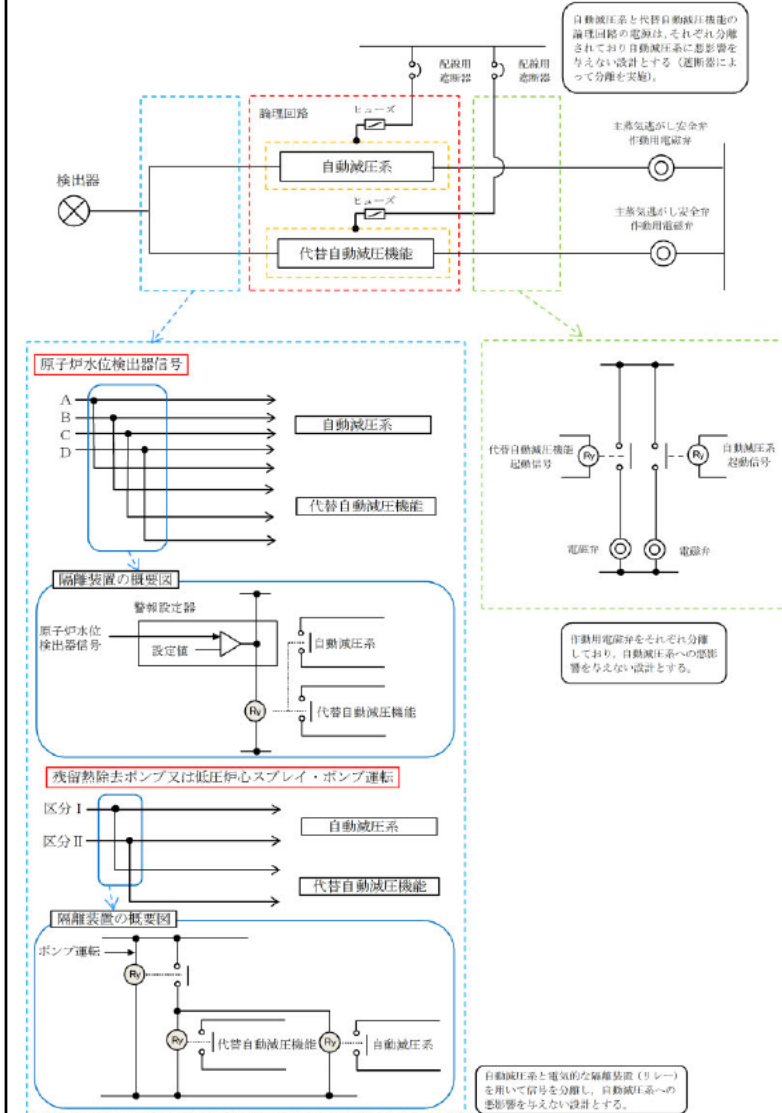 自動減圧系と代替自動減圧機能の
論理回路の電源は、それぞれ分離
されており自動減圧系に悪影響を
与えない設計とする（遮断器によ
って分離を実施）。
配線用
遮断器
配線用
遮断器
ヒューズ
論理回路
主蒸気逃がし安全弁
作動用電磁弁
自動減圧系
検出器
ヒューズ
主蒸気逃がし安全弁
作動用電磁弁
代替自動減圧機能
原子炉水位検出器信号
A
B
C
D
自動減圧系
代替自動減圧機能
代替自動減圧機能
起動信号
Ry
Ry
自動減圧系
起動信号
電磁弁
電磁弁
隔離装置の概要図
警報設定器
原子炉水位
検出器信号
設定値
自動減圧系
Ry
代替自動減圧機能
作動用電磁弁をそれぞれ分離
しており、自動減圧系への悪影
響を与えない設計とする。
残留熱除去ポンプ又は低圧炉心スプレイ・ポンプ運転
区分Ⅰ
自動減圧系
区分Ⅱ
代替自動減圧機能
隔離装置の概要図
ポンプ運転
Ry
Ry
代替自動減圧機能
Ry
自動減圧系
自動減圧系と電気的な隔離装置（リレー）
を用いて信号を分離し、自動減圧系への
悪影響を与えない設計とする。